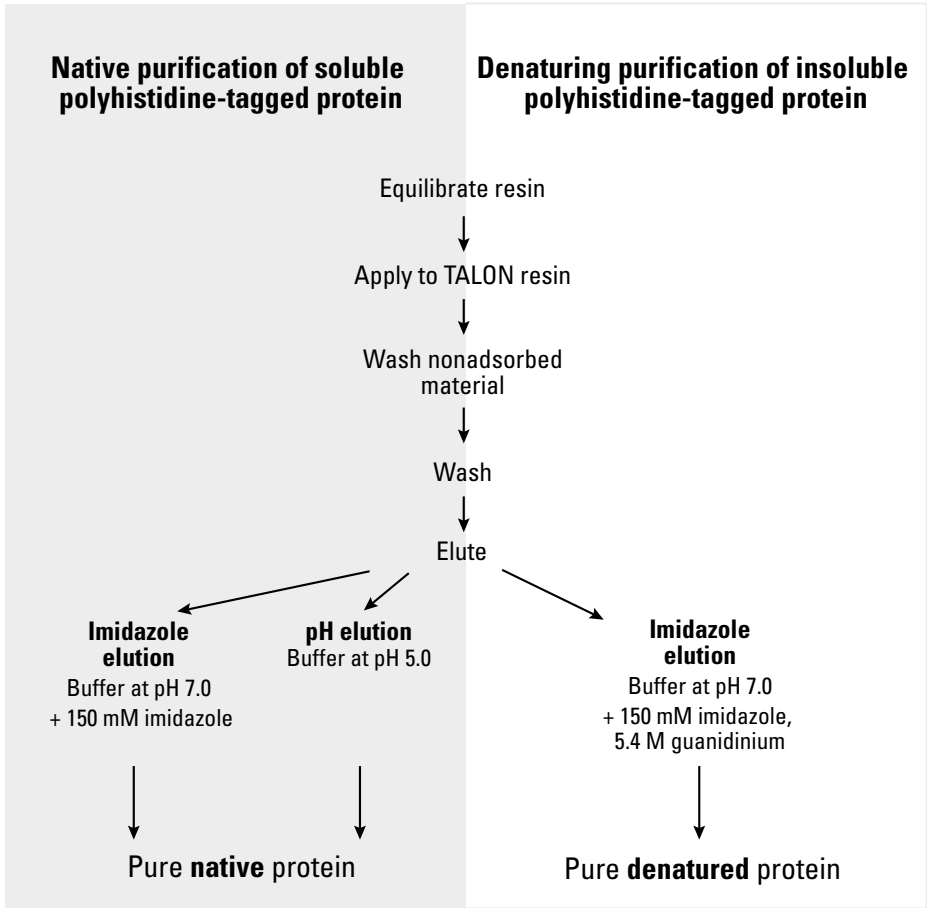 Native purification of soluble
polyhistidine-tagged protein
Denaturing purification of insoluble
polyhistidine-tagged protein
Equilibrate resin
Apply to TALON resin
Wash nonadsorbed
material
Wash
Elute
Imidazole
elution
Buffer at pH 7.0
+ 150 mM imidazole
pH elution
Buffer at pH 5.0
Imidazole
elution
Buffer at pH 7.0
+ 150 mM imidazole,
5.4 M guanidinium
Pure native protein
Pure denatured protein